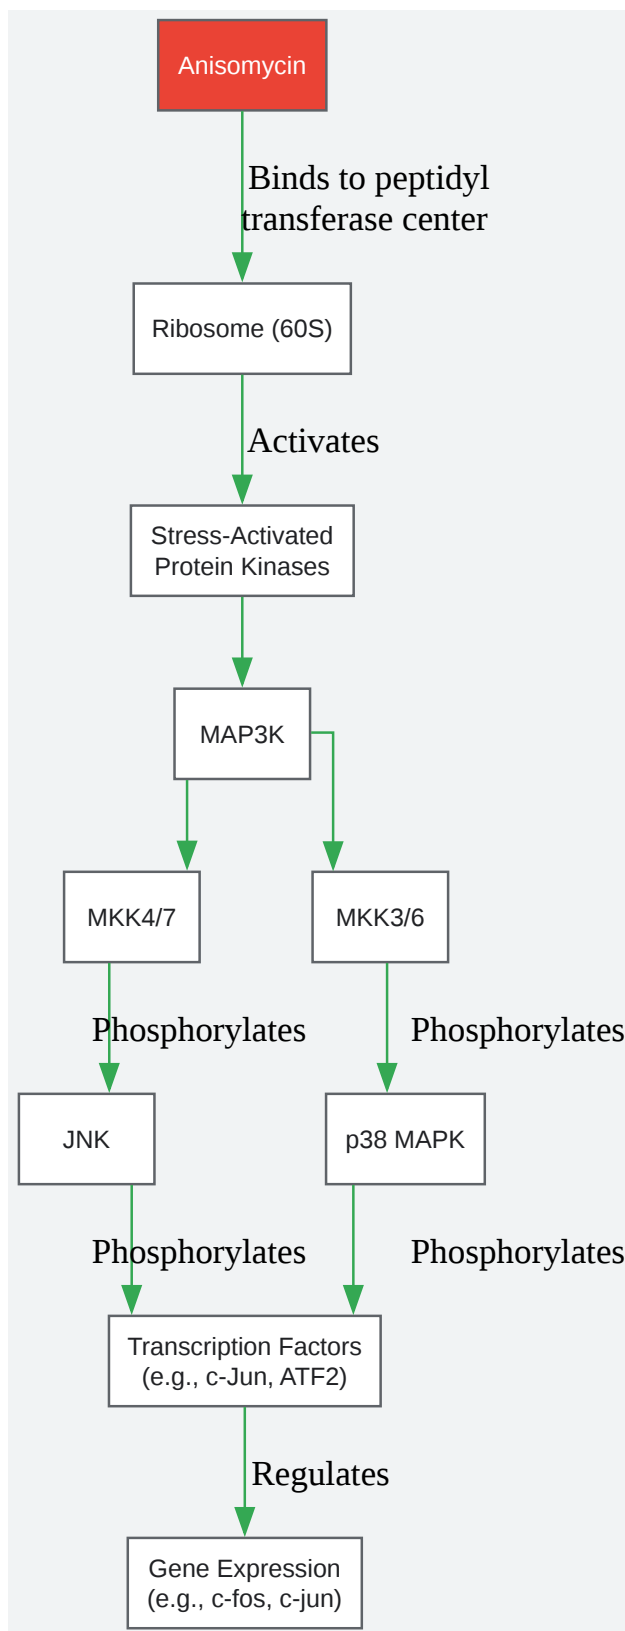 Anisomycin
Binds to peptidyl
transferase center
Ribosome (60S)
Activates
Stress-Activated
Protein Kinases
MAP3K
MKK4/7
MKK3/6
Phosphorylates
Phosphorylates
JNK
p38 MAPK
Phosphorylates
Phosphorylates
Transcription Factors
(e.g., c-Jun, ATF2)
Regulates
Gene Expression
(e.g., c-fos, c-jun)